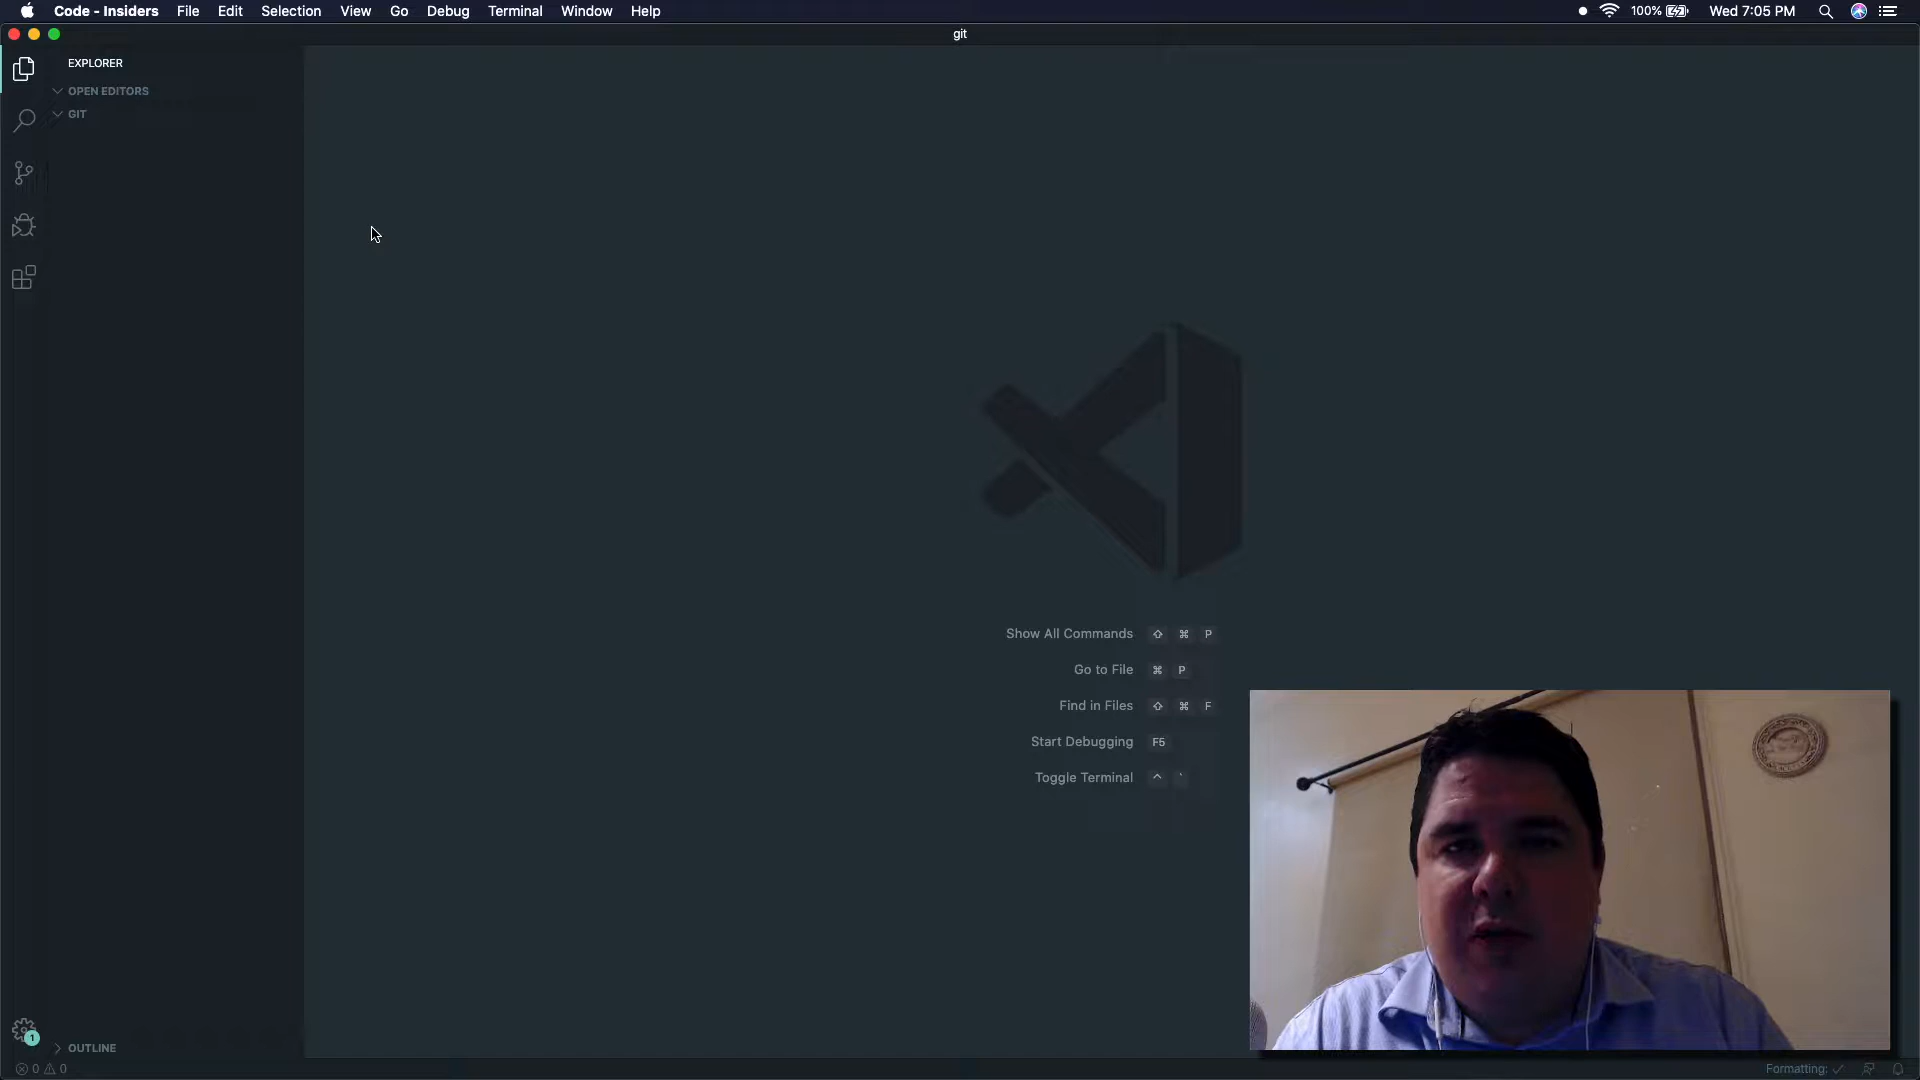 Code - Insiders File Edit Selection View Go Debug Terminal Window Help 100% Wed 7:05 PM
git
EXPLORER
OPEN EDITORS
GIT
Show All Commands ⇧ ⌘ P
Go to File ⌘ P
Find in Files ⇧ ⌘ F
Start Debugging F5
Toggle Terminal ^ `
1
OUTLINE
0 0 Formatting: ✓